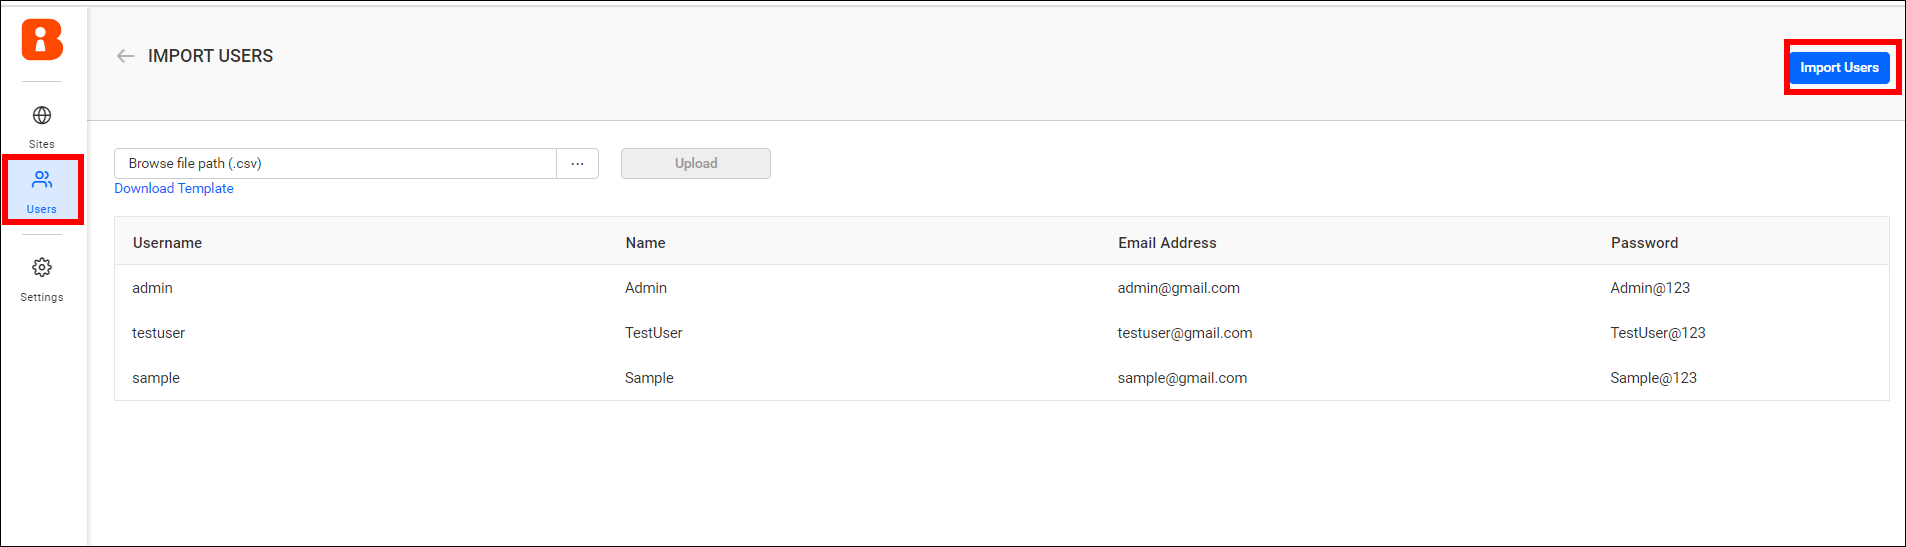 IMPORT USERS
Import Users
Sites
Users
Settings
Browse file path (.csv) ... Upload
Download Template
Username Name Email Address Password
admin Admin admin@gmail.com Admin@123
testuser TestUser testuser@gmail.com TestUser@123
sample Sample sample@gmail.com Sample@123